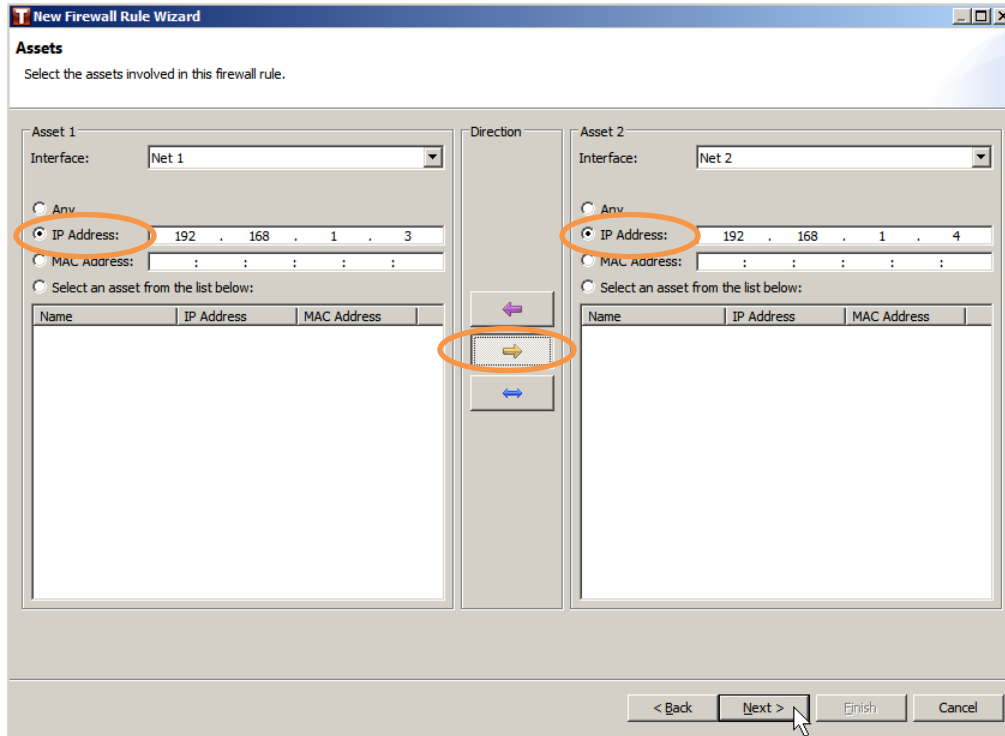 New Firewall Rule Wizard
Assets
Select the assets involved in this firewall rule.
Asset 1
Interface: Net 1
Any
IP Address: 192 . 168 . 1 . 3
MAC Address: : : : : :
Select an asset from the list below:
Name IP Address MAC Address
Direction
Asset 2
Interface: Net 2
Any
IP Address: 192 . 168 . 1 . 4
MAC Address: : : : : :
Select an asset from the list below:
Name IP Address MAC Address
< Back Next > Finish Cancel